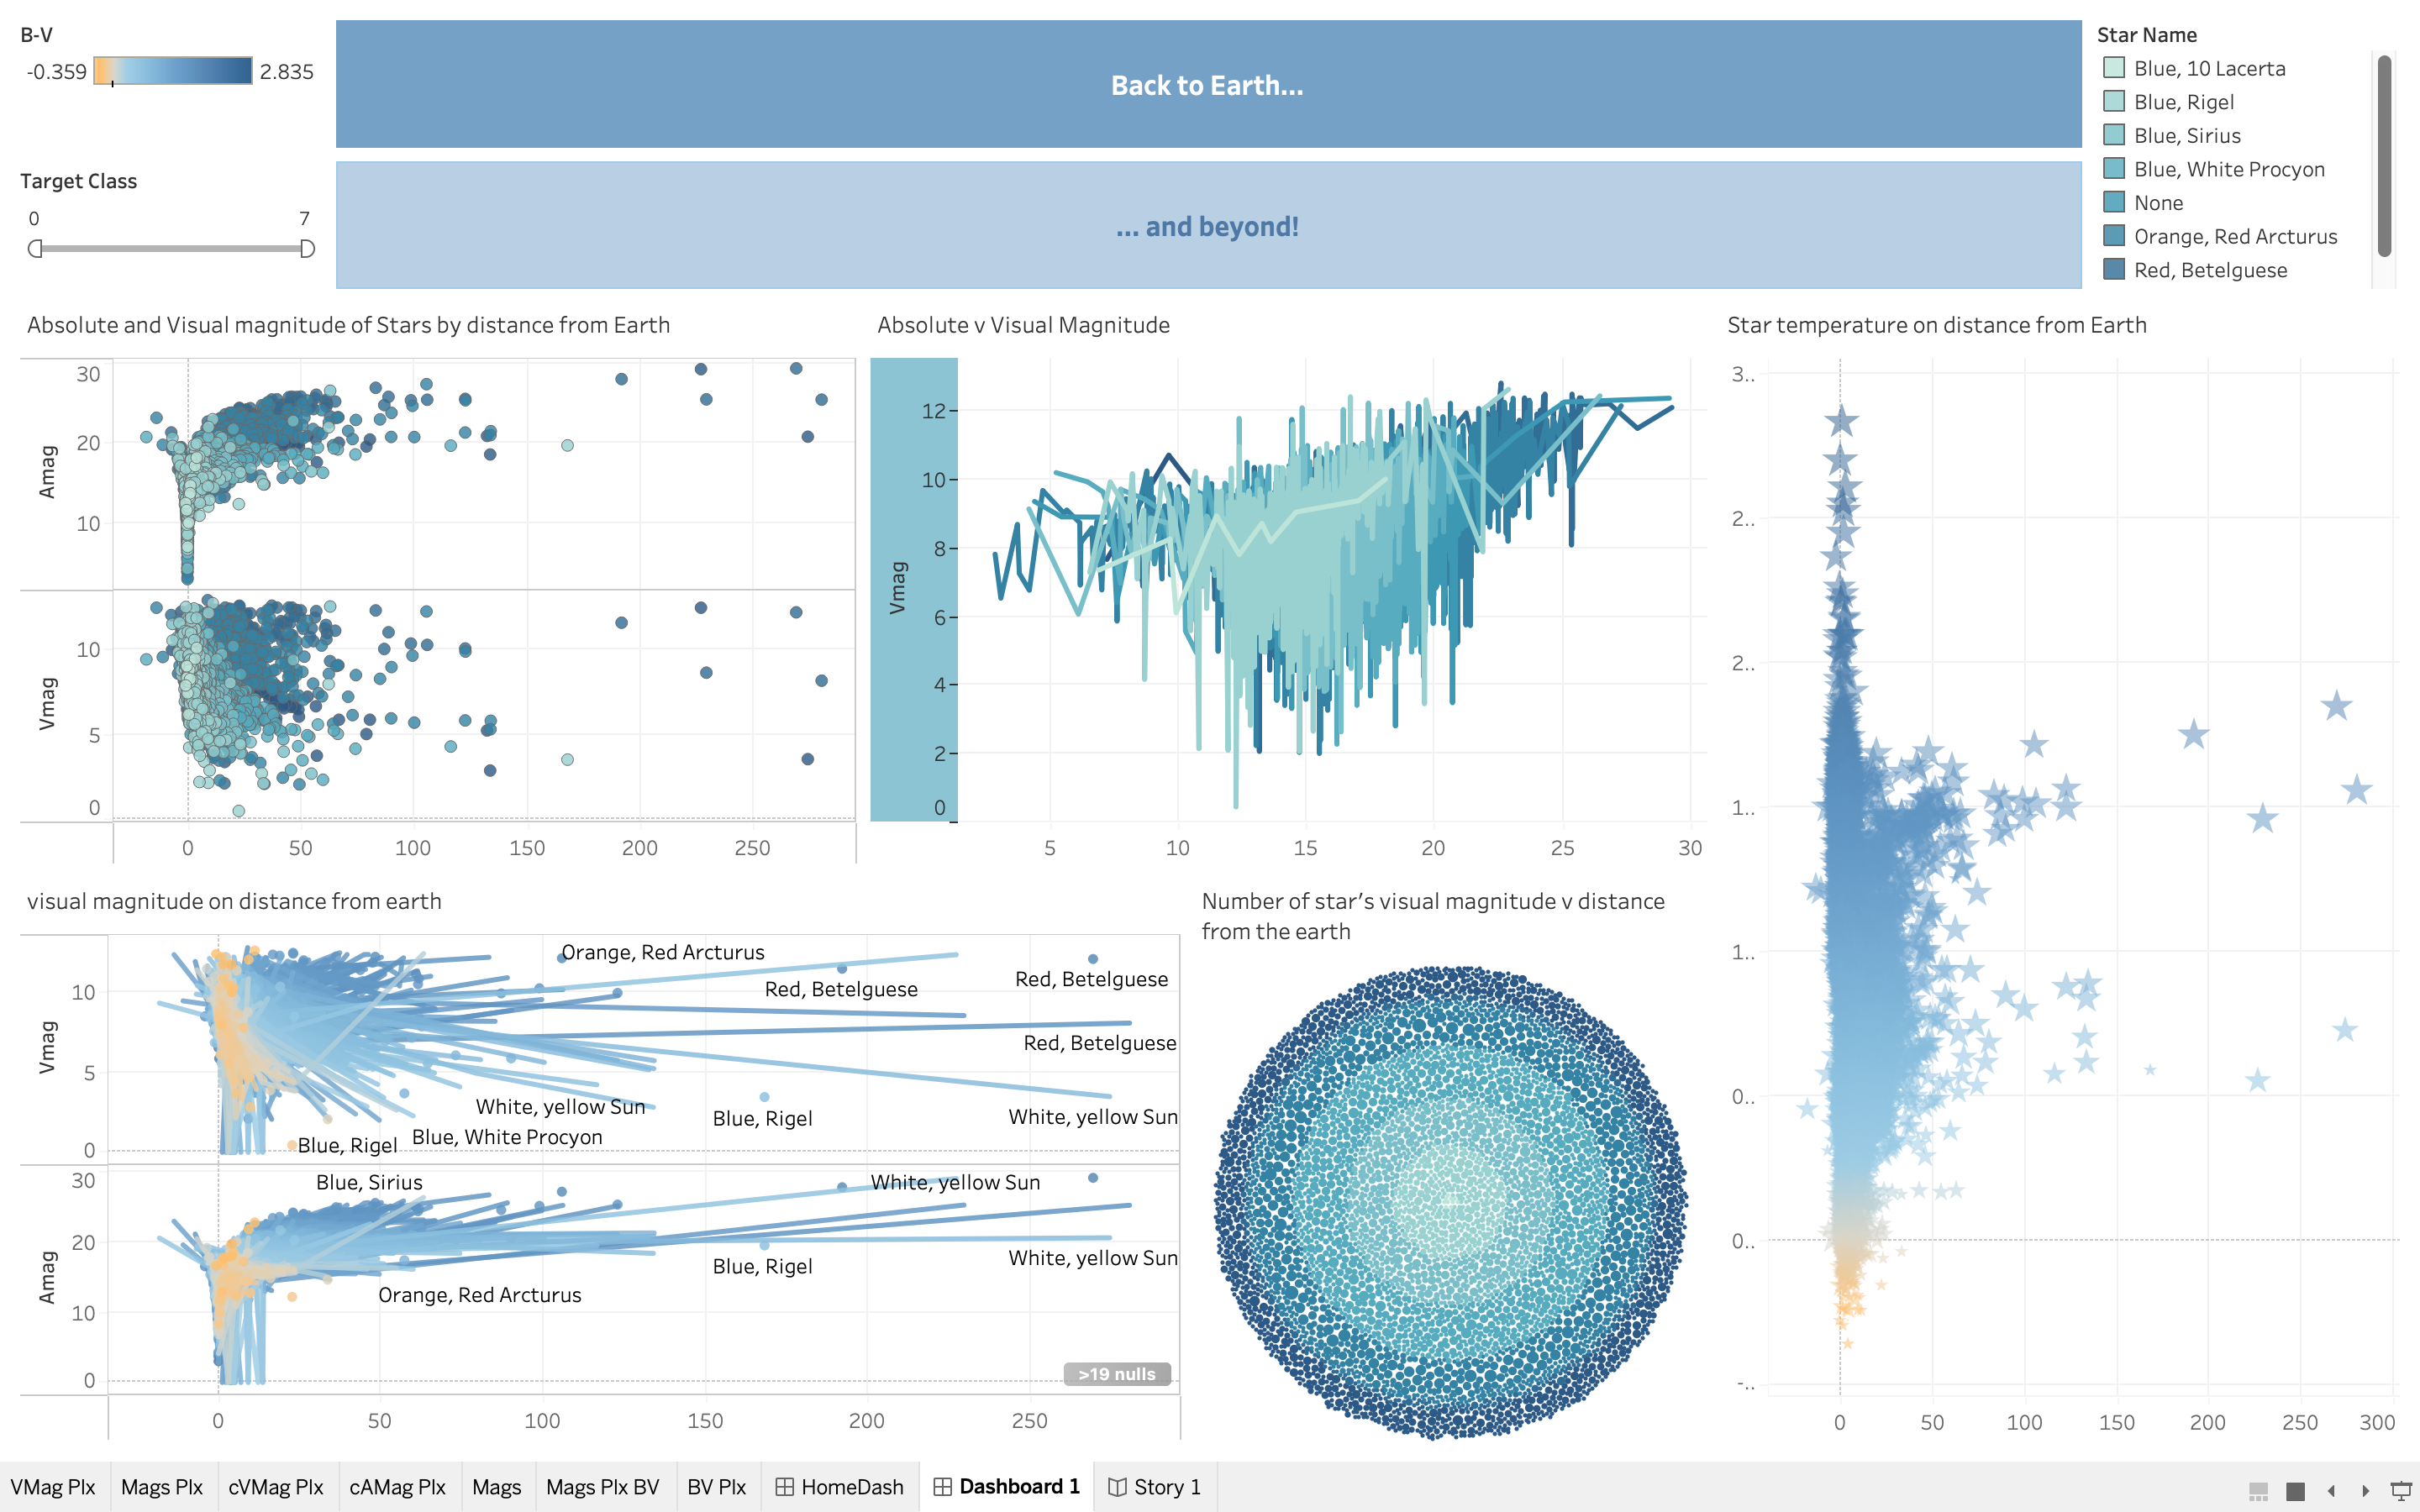 B-V
-0.359 2.835
Target Class
0 7
Back to Earth...
... and beyond!
Star Name
Blue, 10 Lacerta
Blue, Rigel
Blue, Sirius
Blue, White Procyon
None
Orange, Red Arcturus
Red, Betelguese
Absolute and Visual magnitude of Stars by distance from Earth
Amag
30
20
10
Vmag
10
5
0
0 50 100 150 200 250
Absolute v Visual Magnitude
Vmag
12
10
8
6
4
2
0
5 10 15 20 25 30
Star temperature on distance from Earth
3..
2..
2..
1..
1..
0..
0..
-..
0 50 100 150 200 250 300
visual magnitude on distance from earth
Vmag
10
5
0
Orange, Red Arcturus
Red, Betelguese
Red, Betelguese
Red, Betelguese
White, yellow Sun
Blue, Rigel
White, yellow Sun
Blue, White Procyon
Blue, Rigel
Amag
30
20
10
0
Blue, Sirius
White, yellow Sun
Blue, Rigel
White, yellow Sun
Orange, Red Arcturus
>19 nulls
0 50 100 150 200 250
Number of star's visual magnitude v distance
from the earth
VMag Plx Mags Plx cVMag Plx cAMag Plx Mags Mags Plx BV BV Plx HomeDash Dashboard 1 Story 1